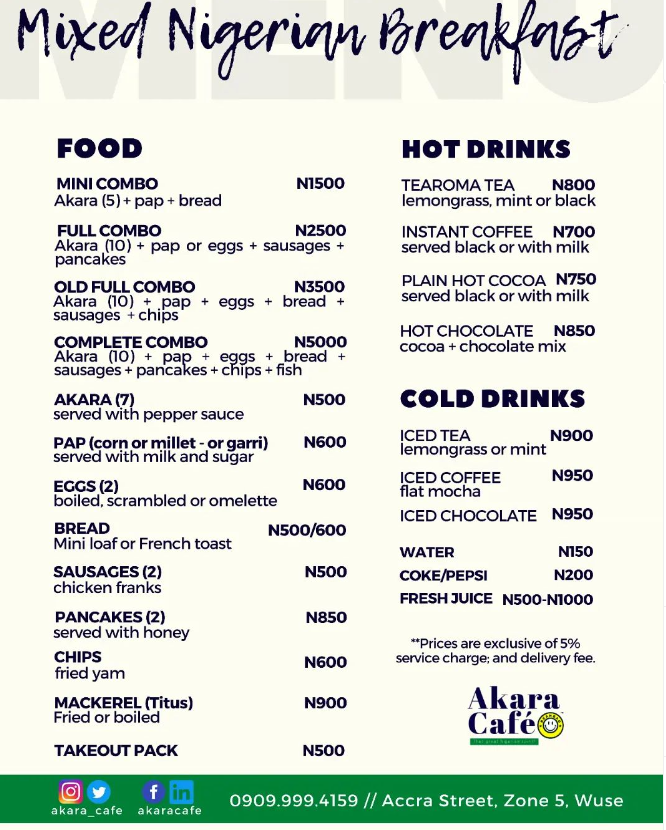 MENU
Mixed Nigerian Breakfast
FOOD
MINI COMBO N1500
Akara (5) + pap + bread
FULL COMBO N2500
Akara (10) + pap or eggs + sausages +
pancakes
OLD FULL COMBO N3500
Akara (10) + pap + eggs + bread +
sausages + chips
COMPLETE COMBO N5000
Akara (10) + pap + eggs + bread +
sausages + pancakes + chips + fish
AKARA (7) N500
served with pepper sauce
PAP (corn or millet - or garri) N600
served with milk and sugar
EGGS (2) N600
boiled, scrambled or omelette
BREAD N500/600
Mini loaf or French toast
SAUSAGES (2) N500
chicken franks
PANCAKES (2) N850
served with honey
CHIPS N600
fried yam
MACKEREL (Titus) N900
Fried or boiled
TAKEOUT PACK N500
HOT DRINKS
TEAROMA TEA N800
lemongrass, mint or black
INSTANT COFFEE N700
served black or with milk
PLAIN HOT COCOA N750
served black or with milk
HOT CHOCOLATE N850
cocoa + chocolate mix
COLD DRINKS
ICED TEA N900
lemongrass or mint
ICED COFFEE N950
flat mocha
ICED CHOCOLATE N950
WATER N150
COKE/PEPSI N200
FRESH JUICE N500-N1000
**Prices are exclusive of 5%
service charge; and delivery fee.
Akara
Café
akara_cafe akaracafe
0909.999.4159 // Accra Street, Zone 5, Wuse